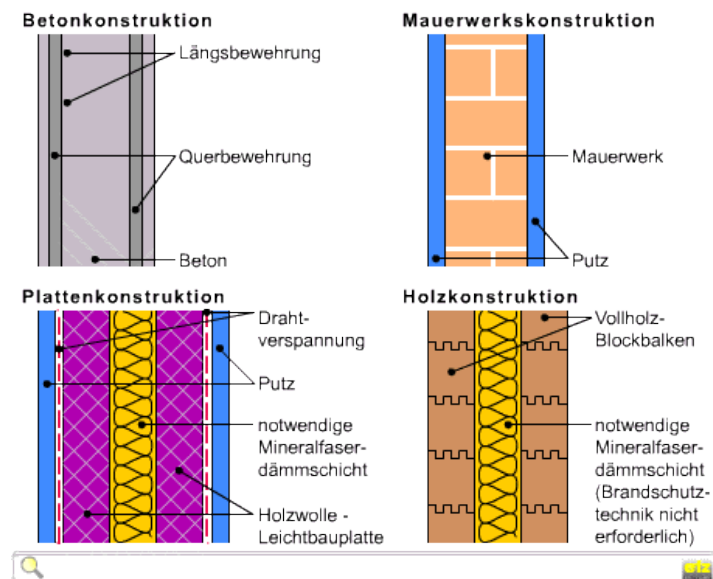 Betonkonstruktion
Längsbewehrung
Querbewehrung
Beton
Mauerwerkskonstruktion
Mauerwerk
Putz
Plattenkonstruktion
Draht-
verspannung
Putz
notwendige
Mineralfaser-
dämmschicht
Holzwolle -
Leichtbauplatte
Holzkonstruktion
Vollholz-
Blockbalken
notwendige
Mineralfaser-
dämmschicht
(Brandschutz-
technik nicht
erforderlich)